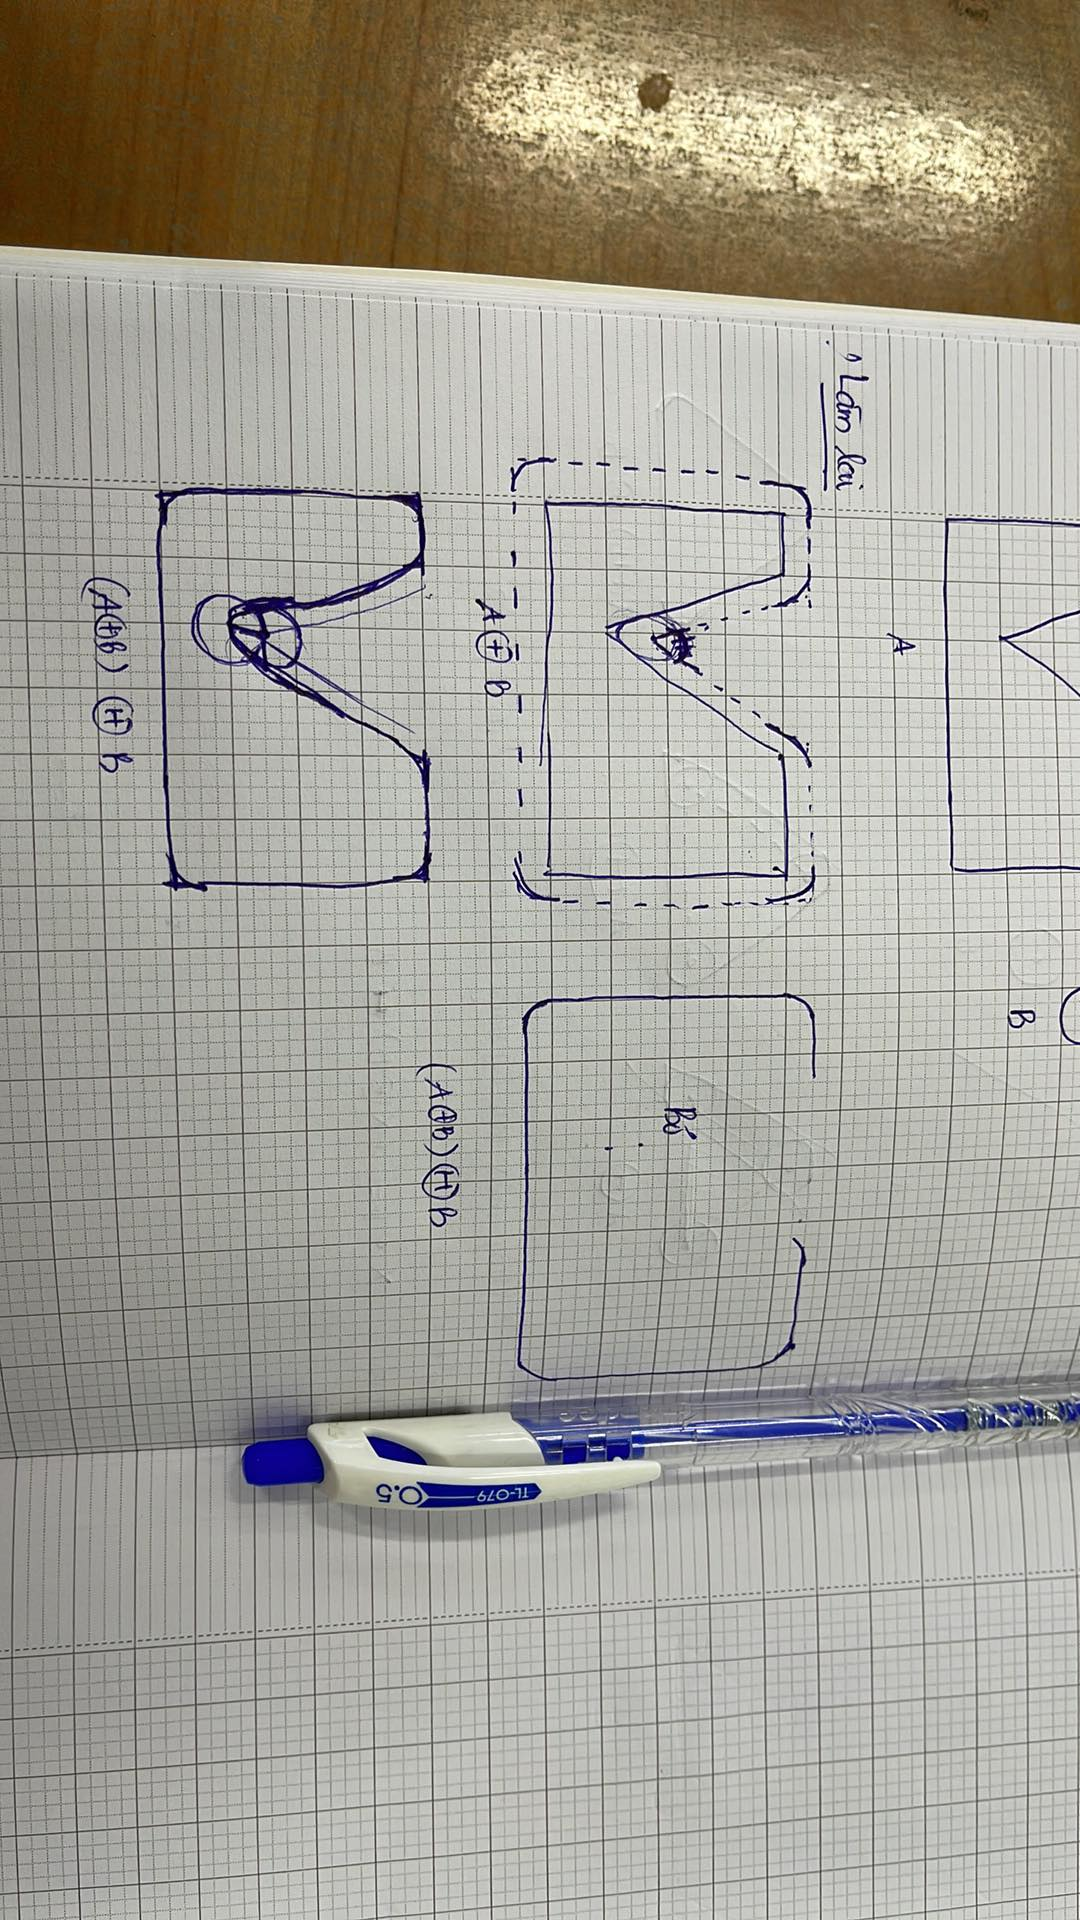 Làm lại
A
B
A ⊕ B
Bỏ
(A⊕B) ⊖ B
(A⊕B) ⊖ B
TL-079
0.5